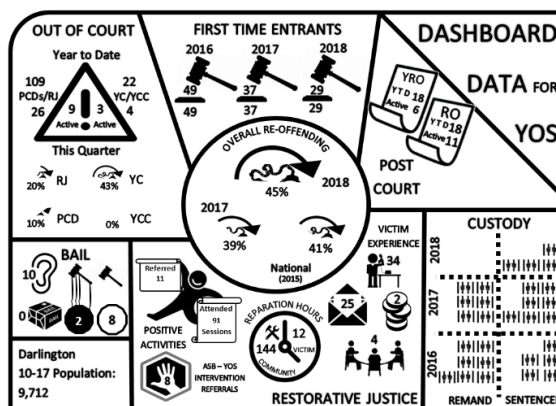 OUT OF COURT
Year to Date
109
PCDs/RJ
26
9
Active
3
Active
22
YC/YCC
4
This Quarter
20%
RJ
43%
YC
10%
PCD
0%
YCC
FIRST TIME ENTRANTS
2016
2017
2018
49
49
37
37
29
29
DASHBOARD
DATA FOR
YOS
YRO
YTD 18
Active 6
RO
YTD 18
Active 11
POST
COURT
OVERALL RE-OFFENDING
45%
2018
2017
39%
41%
National
(2015)
BAIL
10
0
2
8
Darlington
10-17 Population:
9,712
Referred
11
Attended
91
Sessions
POSITIVE
ACTIVITIES
8
ASB – YOS
INTERVENTION
REFERRALS
REPARATION HOURS
144
12
VICTIM
COMMUNITY
VICTIM
EXPERIENCE
34
25
2
4
RESTORATIVE JUSTICE
CUSTODY
2018
2017
2016
REMAND
SENTENCE